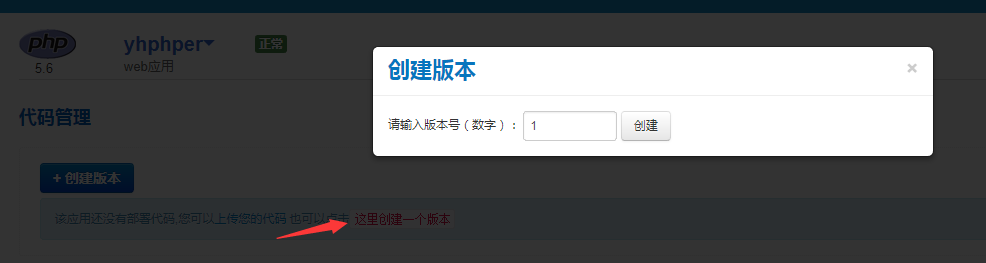 php
5.6
yhphper
web应用
正常
创建版本
×
请输入版本号(数字):
1
创建
代码管理
+ 创建版本
该应用还没有部署代码,您可以上传您的代码 也可以点击 这里创建一个版本